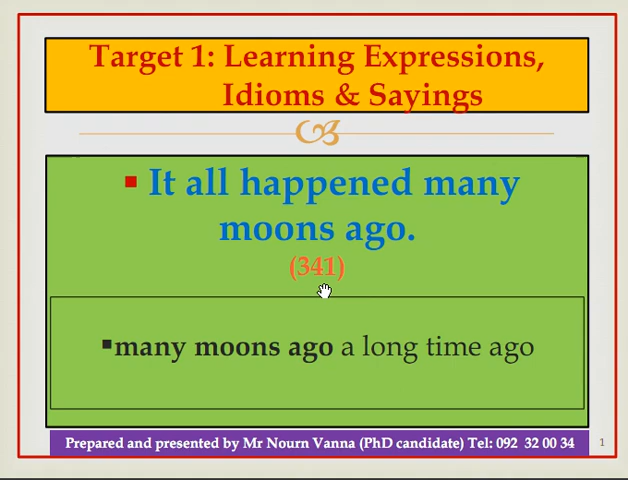 Target 1: Learning Expressions,
Idioms & Sayings
▪ It all happened many
moons ago.
(341)
▪many moons ago a long time ago
Prepared and presented by Mr Nourn Vanna (PhD candidate) Tel: 092 32 00 34
1